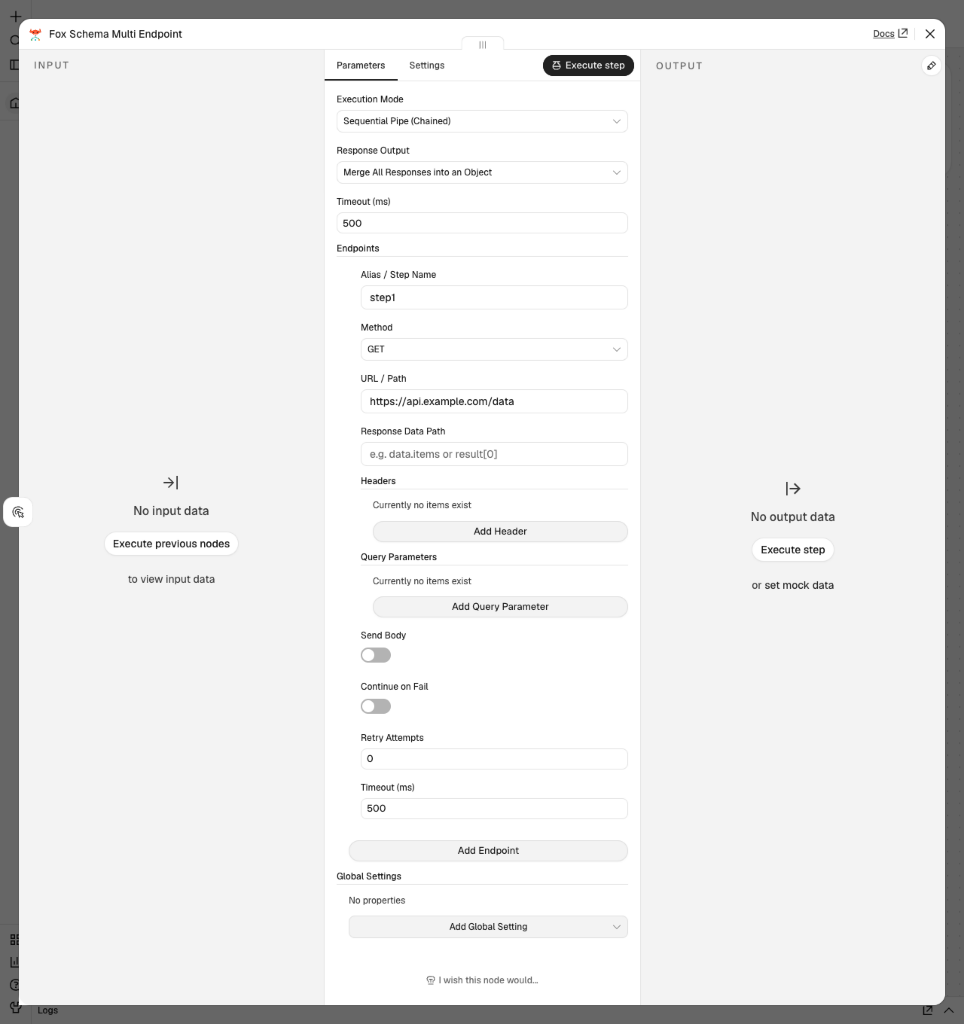 Fox Schema Multi Endpoint
Docs
INPUT
Parameters
Settings
Execute step
OUTPUT
Execution Mode
Sequential Pipe (Chained)
Response Output
Merge All Responses into an Object
Timeout (ms)
500
Endpoints
Alias / Step Name
step1
Method
GET
URL / Path
https://api.example.com/data
Response Data Path
e.g. data.items or result[0]
Headers
Currently no items exist
Add Header
Query Parameters
Currently no items exist
Add Query Parameter
Send Body
Continue on Fail
Retry Attempts
0
Timeout (ms)
500
Add Endpoint
Global Settings
No properties
Add Global Setting
I wish this node would...
No input data
Execute previous nodes
to view input data
No output data
Execute step
or set mock data
Logs